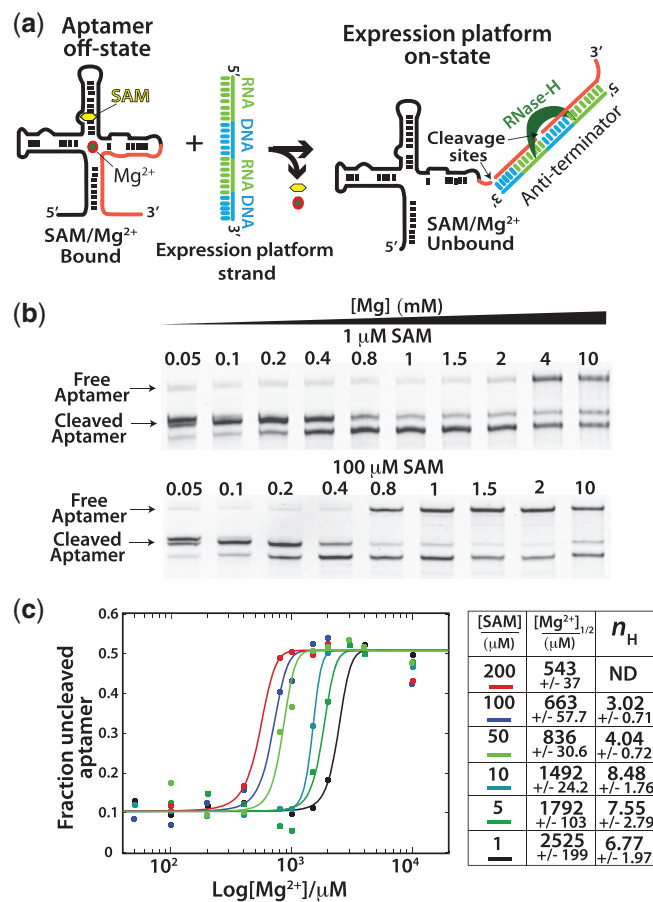 (a)
Aptamer
off-state
Expression platform
on-state
SAM
Mg2+
5’
3’
SAM/Mg2+
Bound
+
5’
RNA
DNA
RNA
DNA
3’
Expression platform
strand
3’
RNase-H
5’
Cleavage
sites
Anti-terminator
3’
5’
SAM/Mg2+
Unbound
(b)
[Mg] (mM)
1 μM SAM
0.05 0.1 0.2 0.4 0.8 1 1.5 2 4 10
Free
Aptamer
Cleaved
Aptamer
100 μM SAM
0.05 0.1 0.2 0.4 0.8 1 1.5 2 10
Free
Aptamer
Cleaved
Aptamer
(c)
Fraction uncleaved
aptamer
0.6
0.5
0.4
0.3
0.2
0.1
0
10^2 10^3 10^4
Log[Mg2+]/μM
[SAM] (μM) [Mg2+]1/2 (μM) nH
200 543 +/- 37 ND
100 663 +/- 57.7 3.02 +/- 0.71
50 836 +/- 30.6 4.04 +/- 0.72
10 1492 +/- 24.2 8.48 +/- 1.76
5 1792 +/- 103 7.55 +/- 2.79
1 2525 +/- 199 6.77 +/- 1.97